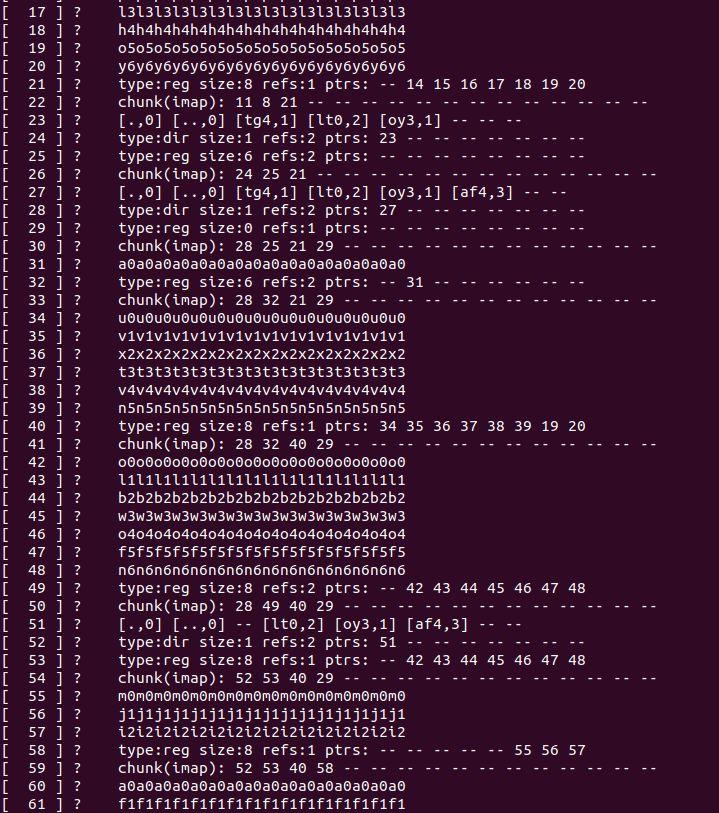 [  17 ] ?    l3l3l3l3l3l3l3l3l3l3l3l3l3l3l3l3
[  18 ] ?    h4h4h4h4h4h4h4h4h4h4h4h4h4h4h4h4
[  19 ] ?    o5o5o5o5o5o5o5o5o5o5o5o5o5o5o5o5
[  20 ] ?    y6y6y6y6y6y6y6y6y6y6y6y6y6y6y6y6
[  21 ] ?    type:reg size:8 refs:1 ptrs: -- 14 15 16 17 18 19 20
[  22 ] ?    chunk(imap): 11 8 21 -- -- -- -- -- -- -- -- -- -- -- -- --
[  23 ] ?    [.,0] [..,0] [tg4,1] [lt0,2] [oy3,1] -- -- --
[  24 ] ?    type:dir size:1 refs:2 ptrs: 23 -- -- -- -- -- -- --
[  25 ] ?    type:reg size:6 refs:2 ptrs: -- -- -- -- -- -- -- --
[  26 ] ?    chunk(imap): 24 25 21 -- -- -- -- -- -- -- -- -- -- -- -- --
[  27 ] ?    [.,0] [..,0] [tg4,1] [lt0,2] [oy3,1] [af4,3] -- --
[  28 ] ?    type:dir size:1 refs:2 ptrs: 27 -- -- -- -- -- -- --
[  29 ] ?    type:reg size:0 refs:1 ptrs: -- -- -- -- -- -- -- --
[  30 ] ?    chunk(imap): 28 25 21 29 -- -- -- -- -- -- -- -- -- -- -- --
[  31 ] ?    a0a0a0a0a0a0a0a0a0a0a0a0a0a0a0a0
[  32 ] ?    type:reg size:6 refs:2 ptrs: -- 31 -- -- -- -- -- --
[  33 ] ?    chunk(imap): 28 32 21 29 -- -- -- -- -- -- -- -- -- -- -- --
[  34 ] ?    u0u0u0u0u0u0u0u0u0u0u0u0u0u0u0u0
[  35 ] ?    v1v1v1v1v1v1v1v1v1v1v1v1v1v1v1v1
[  36 ] ?    x2x2x2x2x2x2x2x2x2x2x2x2x2x2x2x2
[  37 ] ?    t3t3t3t3t3t3t3t3t3t3t3t3t3t3t3t3
[  38 ] ?    v4v4v4v4v4v4v4v4v4v4v4v4v4v4v4v4
[  39 ] ?    n5n5n5n5n5n5n5n5n5n5n5n5n5n5n5n5
[  40 ] ?    type:reg size:8 refs:1 ptrs: 34 35 36 37 38 39 19 20
[  41 ] ?    chunk(imap): 28 32 40 29 -- -- -- -- -- -- -- -- -- -- -- --
[  42 ] ?    o0o0o0o0o0o0o0o0o0o0o0o0o0o0o0o0
[  43 ] ?    l1l1l1l1l1l1l1l1l1l1l1l1l1l1l1l1
[  44 ] ?    b2b2b2b2b2b2b2b2b2b2b2b2b2b2b2b2
[  45 ] ?    w3w3w3w3w3w3w3w3w3w3w3w3w3w3w3w3
[  46 ] ?    o4o4o4o4o4o4o4o4o4o4o4o4o4o4o4o4
[  47 ] ?    f5f5f5f5f5f5f5f5f5f5f5f5f5f5f5f5
[  48 ] ?    n6n6n6n6n6n6n6n6n6n6n6n6n6n6n6n6
[  49 ] ?    type:reg size:8 refs:2 ptrs: -- 42 43 44 45 46 47 48
[  50 ] ?    chunk(imap): 28 49 40 29 -- -- -- -- -- -- -- -- -- -- -- --
[  51 ] ?    [.,0] [..,0] -- [lt0,2] [oy3,1] [af4,3] -- --
[  52 ] ?    type:dir size:1 refs:2 ptrs: 51 -- -- -- -- -- -- --
[  53 ] ?    type:reg size:8 refs:1 ptrs: -- 42 43 44 45 46 47 48
[  54 ] ?    chunk(imap): 52 53 40 29 -- -- -- -- -- -- -- -- -- -- -- --
[  55 ] ?    m0m0m0m0m0m0m0m0m0m0m0m0m0m0m0m0
[  56 ] ?    j1j1j1j1j1j1j1j1j1j1j1j1j1j1j1j1
[  57 ] ?    i2i2i2i2i2i2i2i2i2i2i2i2i2i2i2i2
[  58 ] ?    type:reg size:8 refs:1 ptrs: -- -- -- -- -- 55 56 57
[  59 ] ?    chunk(imap): 52 53 40 58 -- -- -- -- -- -- -- -- -- -- -- --
[  60 ] ?    a0a0a0a0a0a0a0a0a0a0a0a0a0a0a0a0
[  61 ] ?    f1f1f1f1f1f1f1f1f1f1f1f1f1f1f1f1